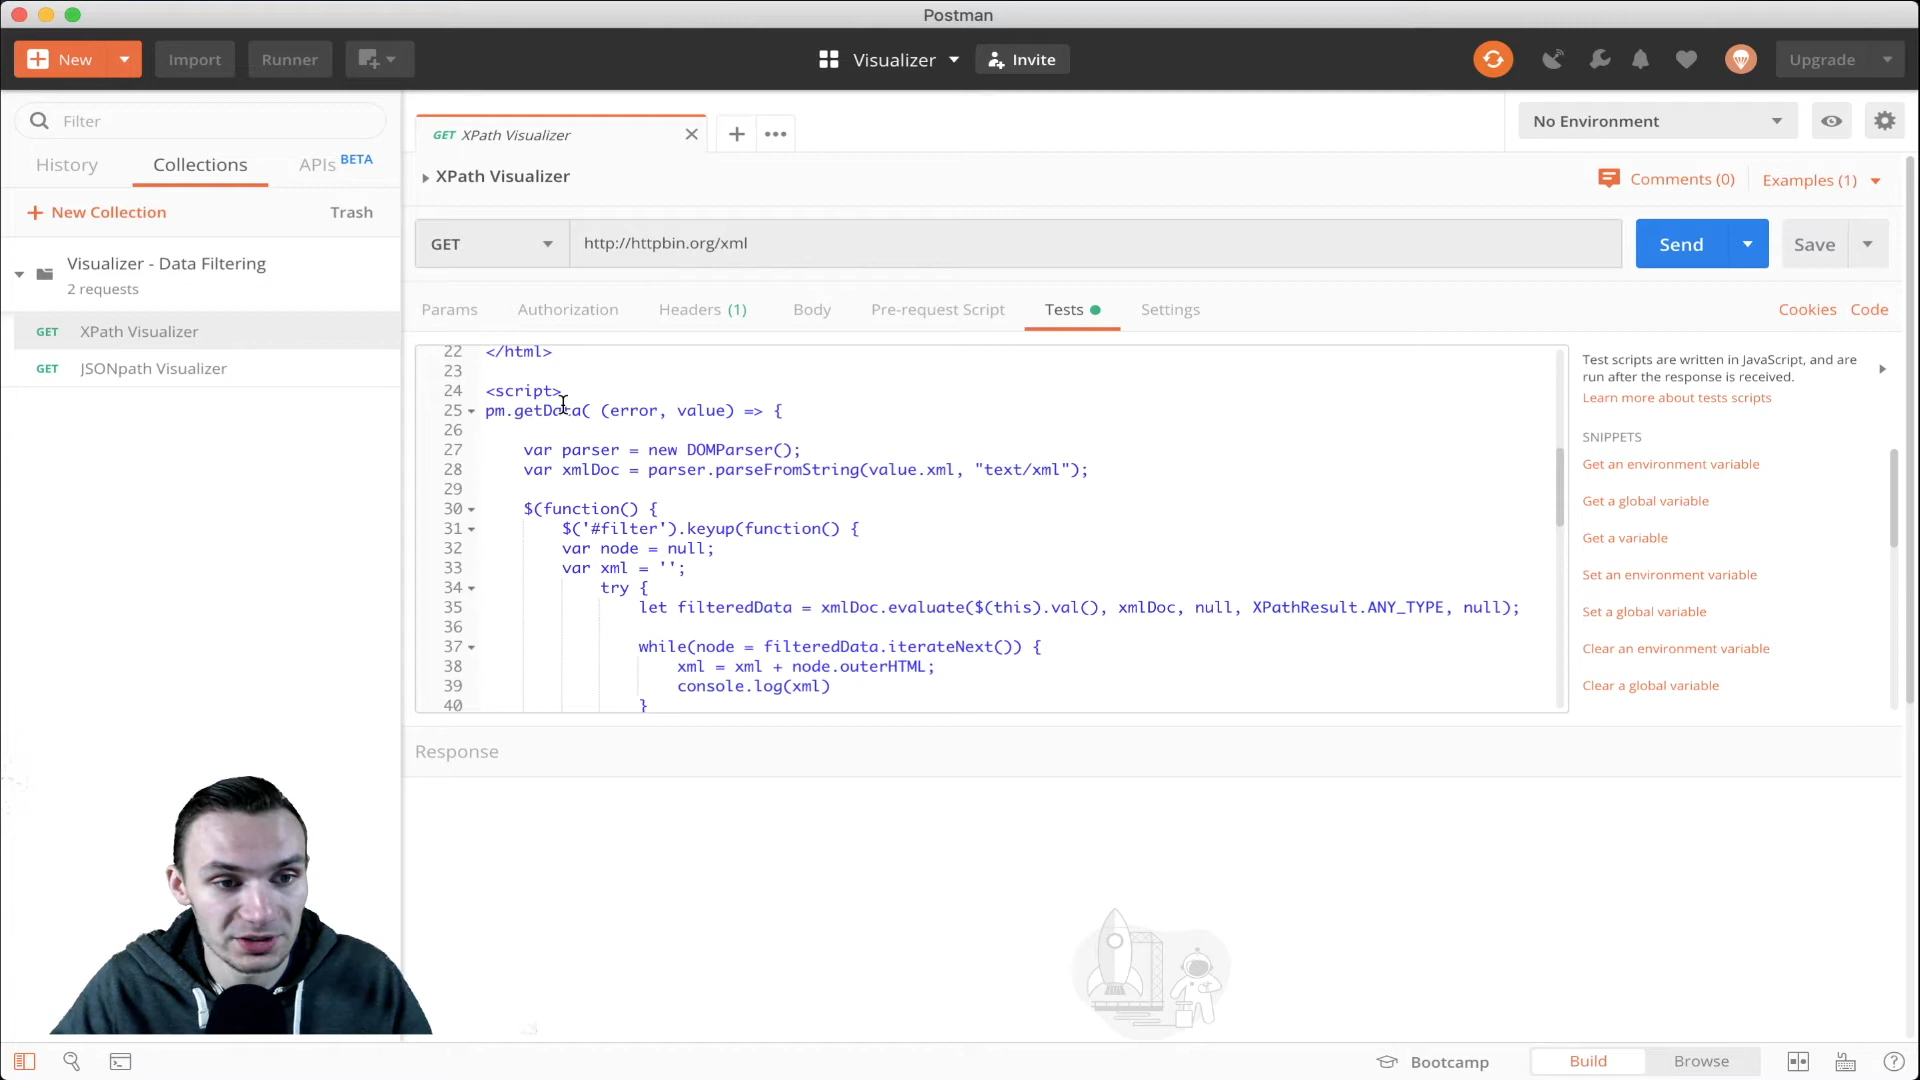 Postman
New
Import
Runner
Visualizer
Invite
Upgrade
Filter
History
Collections
APIs BETA
New Collection
Trash
Visualizer - Data Filtering
2 requests
GET XPath Visualizer
GET JSONpath Visualizer
GET XPath Visualizer
No Environment
XPath Visualizer
Comments (0)
Examples (1)
GET
http://httpbin.org/xml
Send
Save
Params
Authorization
Headers (1)
Body
Pre-request Script
Tests
Settings
Cookies
Code
22 </html>
23
24 <script>
25 pm.getData( (error, value) => {
26
27 var parser = new DOMParser();
28 var xmlDoc = parser.parseFromString(value.xml, "text/xml");
29
30 $(function() {
31 $('#filter').keyup(function() {
32 var node = null;
33 var xml = '';
34 try {
35 let filteredData = xmlDoc.evaluate($(this).val(), xmlDoc, null, XPathResult.ANY_TYPE, null);
36
37 while(node = filteredData.iterateNext()) {
38 xml = xml + node.outerHTML;
39 console.log(xml)
40 }
Test scripts are written in JavaScript, and are
run after the response is received.
Learn more about tests scripts
SNIPPETS
Get an environment variable
Get a global variable
Get a variable
Set an environment variable
Set a global variable
Clear an environment variable
Clear a global variable
Response
Bootcamp
Build
Browse